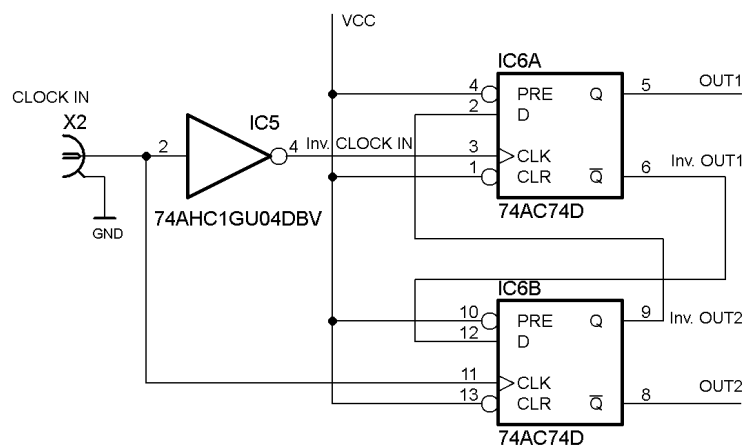 VCC
IC6A
CLOCK IN
X2
IC5
4 PRE Q 5 OUT1
2 D
2 4 Inv. CLOCK IN 3 CLK Q 6 Inv. OUT1
1 CLR
74AHC1GU04DBV
74AC74D
GND
IC6B
10 PRE Q 9 Inv. OUT2
12 D
11 CLK
13 CLR Q 8 OUT2
74AC74D